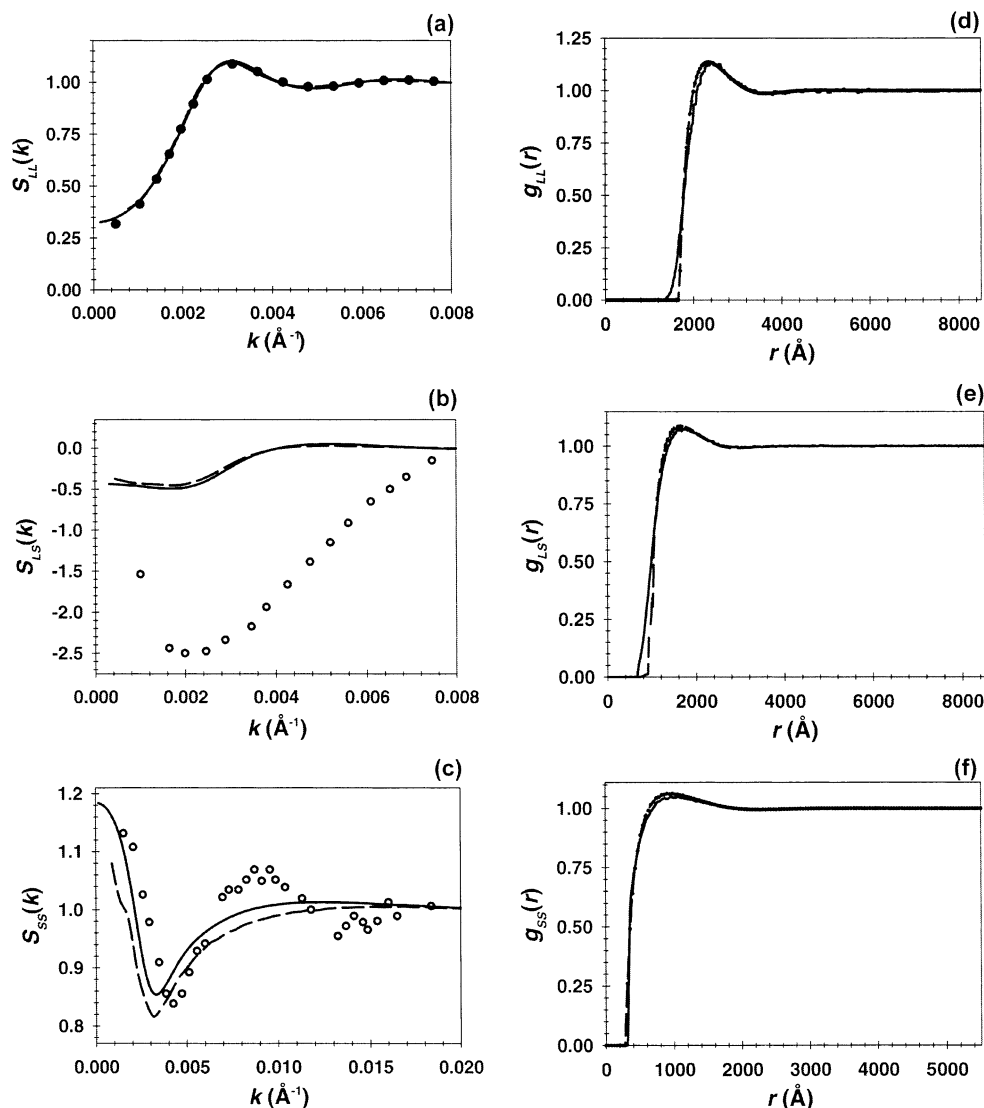 (a)
S_LL(k)
1.00
0.75
0.50
0.25
0.00
0.000 0.002 0.004 0.006 0.008
k (Å⁻¹)
(d)
g_LL(r)
1.25
1.00
0.75
0.50
0.25
0.00
0 2000 4000 6000 8000
r (Å)
(b)
S_LS(k)
0.0
-0.5
-1.0
-1.5
-2.0
-2.5
0.000 0.002 0.004 0.006 0.008
k (Å⁻¹)
(e)
g_LS(r)
1.00
0.75
0.50
0.25
0.00
0 2000 4000 6000 8000
r (Å)
(c)
S_SS(k)
1.2
1.1
1.0
0.9
0.8
0.000 0.005 0.010 0.015 0.020
k (Å⁻¹)
(f)
g_SS(r)
1.00
0.75
0.50
0.25
0.00
0 1000 2000 3000 4000 5000
r (Å)